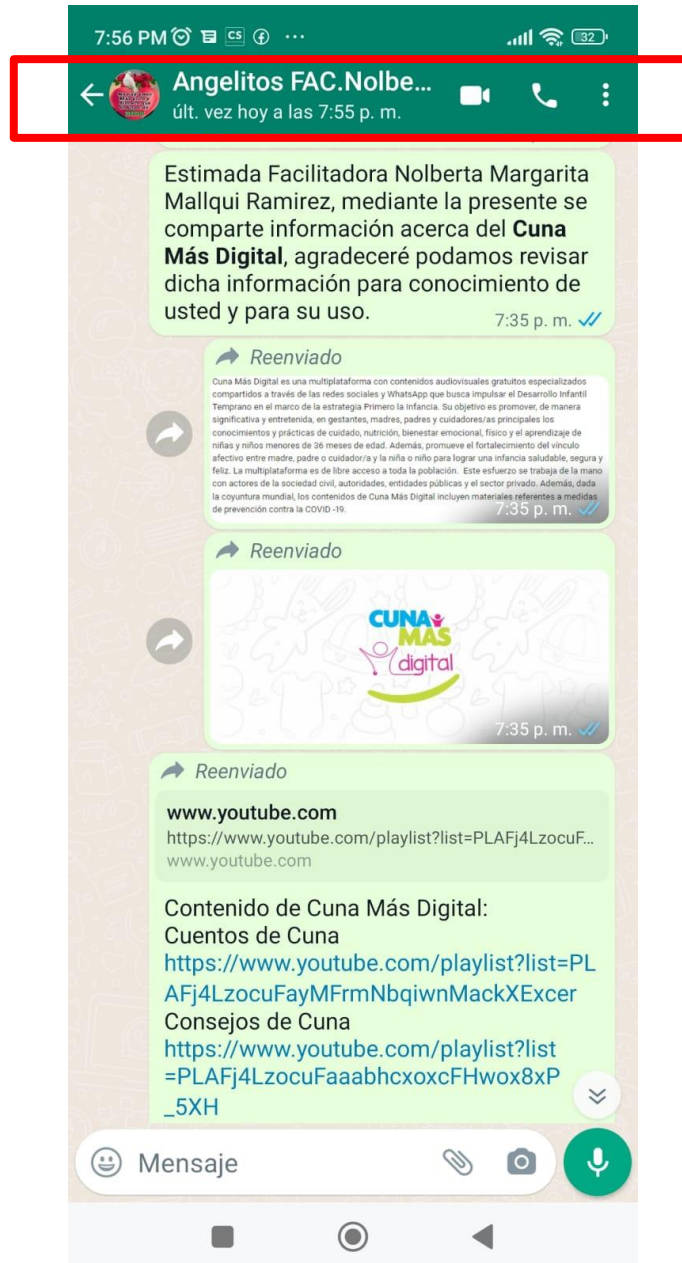 7:56 PM
32
Angelitos FAC.Nolbe...
últ. vez hoy a las 7:55 p. m.
Estimada Facilitadora Nolberta Margarita
Mallqui Ramirez, mediante la presente se
comparte información acerca del Cuna
Más Digital, agradeceré podamos revisar
dicha información para conocimiento de
usted y para su uso.
7:35 p. m.
Reenviado
Cuna Más Digital es una multiplataforma con contenidos audiovisuales gratuitos especializados
compartidos a través de las redes sociales y WhatsApp que busca impulsar el Desarrollo Infantil
Temprano en el marco de la estrategia Primero la Infancia. Su objetivo es promover, de manera
significativa y entretenida, en gestantes, madres, padres y cuidadores/as principales los
conocimientos y prácticas de cuidado, nutrición, bienestar emocional, físico y el aprendizaje de
niñas y niños menores de 36 meses de edad. Además, promueve el fortalecimiento del vínculo
afectivo entre madre, padre o cuidador/a y la niña o niño para lograr una infancia saludable, segura y
feliz. La multiplataforma es de libre acceso a toda la población. Este esfuerzo se trabaja de la mano
con actores de la sociedad civil, autoridades, entidades públicas y el sector privado. Además, dada
la coyuntura mundial, los contenidos de Cuna Más Digital incluyen materiales referentes a medidas
de prevención contra la COVID -19.
7:35 p. m.
Reenviado
CUNA
MAS
digital
7:35 p. m.
Reenviado
www.youtube.com
https://www.youtube.com/playlist?list=PLAFj4LzocuF...
www.youtube.com
Contenido de Cuna Más Digital:
Cuentos de Cuna
https://www.youtube.com/playlist?list=PL
AFj4LzocuFayMFrmNbqiwnMackXExcer
Consejos de Cuna
https://www.youtube.com/playlist?list
=PLAFj4LzocuFaaabhcxoxcFHwox8xP
_5XH
Mensaje